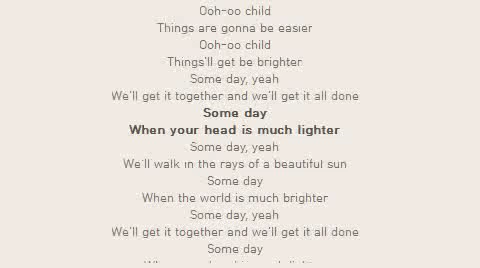 Ooh-oo child
Things are gonna be easier
Ooh-oo child
Things'll get be brighter
Some day, yeah
We'll get it together and we'll get it all done
Some day
When your head is much lighter
Some day, yeah
We'll walk in the rays of a beautiful sun
Some day
When the world is much brighter
Some day, yeah
We'll get it together and we'll get it all done
Some day